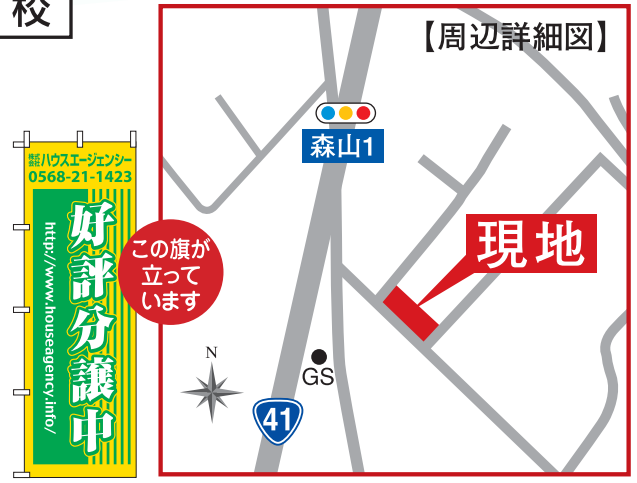 校
【周辺詳細図】
森山1
株式会社ハウスエージェンシー
0568-21-1423
好評分譲中
http://www.houseagency.info/
この旗が
立って
います
現地
N
GS
41